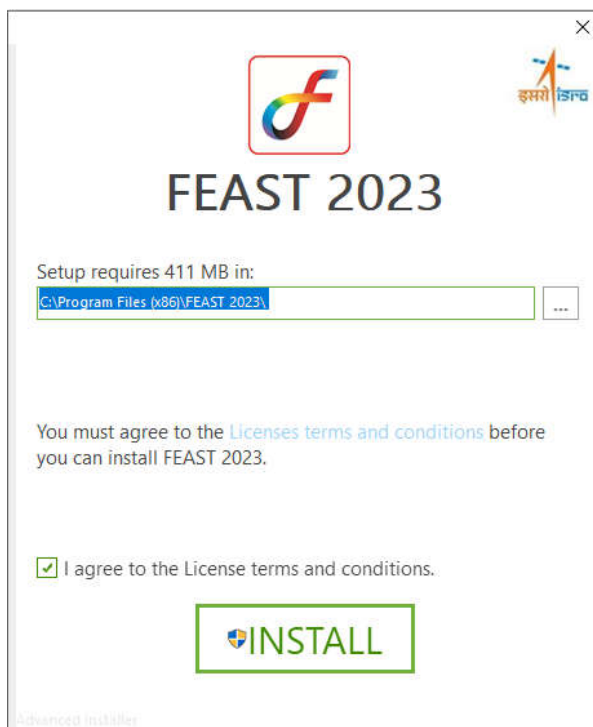 इसरो isro
FEAST 2023
Setup requires 411 MB in:
C:\Program Files (x86)\FEAST 2023\
...
You must agree to the Licenses terms and conditions before
you can install FEAST 2023.
I agree to the License terms and conditions.
INSTALL
Advanced Installer